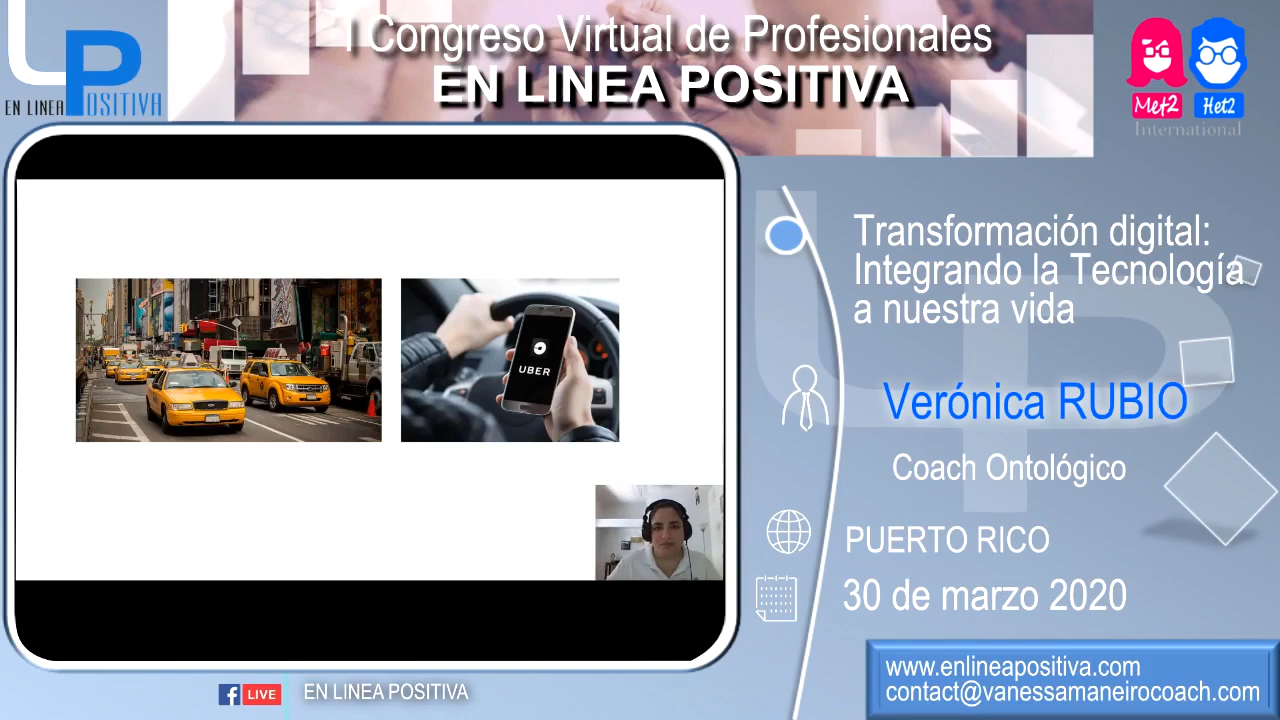 I Congreso Virtual de Profesionales
EN LINEA POSITIVA
EN LINEA POSITIVA
Met2
Het2
International
UBER
Transformación digital:
Integrando la Tecnología
a nuestra vida
Verónica RUBIO
Coach Ontológico
PUERTO RICO
30 de marzo 2020
www.enlineapositiva.com
contact@vanessamaneirocoach.com
f LIVE
EN LINEA POSITIVA